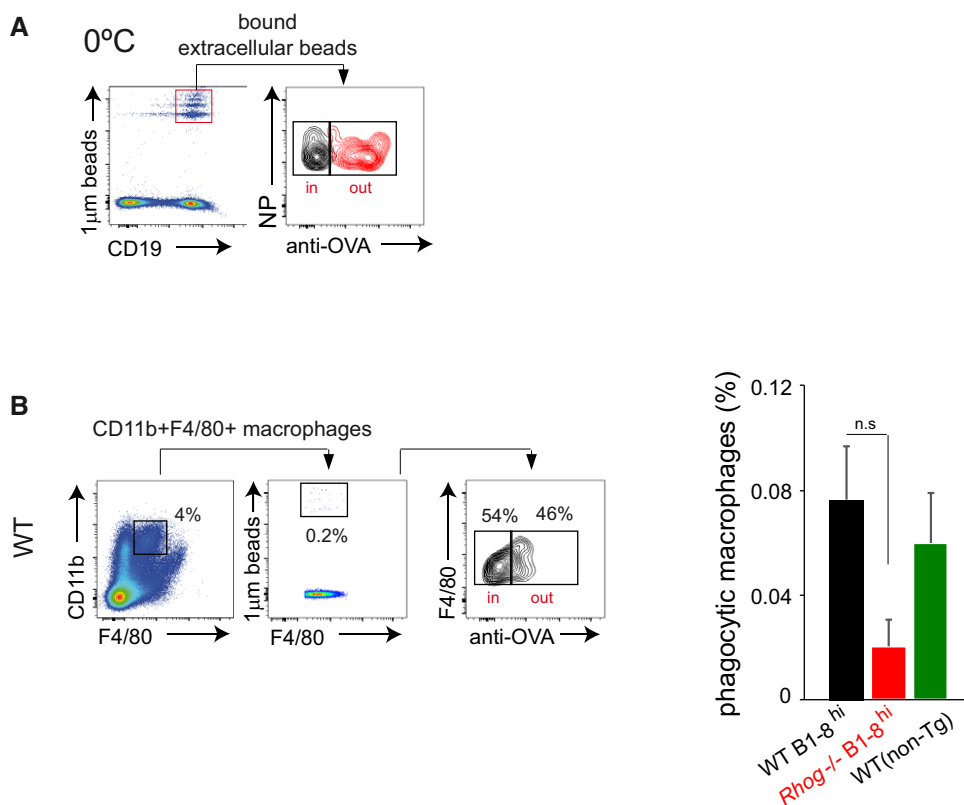 A
0ºC
bound
extracellular beads
1µm beads
CD19
NP
in
out
anti-OVA
B
WT
CD11b+F4/80+ macrophages
CD11b
4%
F4/80
1µm beads
0.2%
F4/80
F4/80
54%
46%
in
out
anti-OVA
phagocytic macrophages (%)
0.12
n.s
0.08
0.04
0
WT B1-8hi
Rhog-/- B1-8hi
WT(non-Tg)